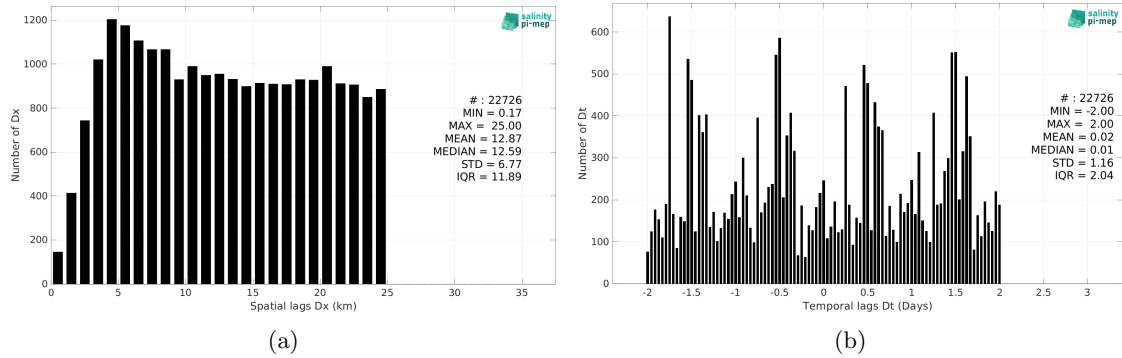 1200
1000
800
600
400
200
0
Number of Dx
0 5 10 15 20 25 30 35
Spatial lags Dx (km)
salinity
pi-mep
# : 22726
MIN = 0.17
MAX = 25.00
MEAN = 12.87
MEDIAN = 12.59
STD = 6.77
IQR = 11.89
(a)
600
500
400
300
200
100
0
Number of Dt
-2 -1.5 -1 -0.5 0 0.5 1 1.5 2 2.5 3
Temporal lags Dt (Days)
salinity
pi-mep
# : 22726
MIN = -2.00
MAX = 2.00
MEAN = 0.02
MEDIAN = 0.01
STD = 1.16
IQR = 2.04
(b)